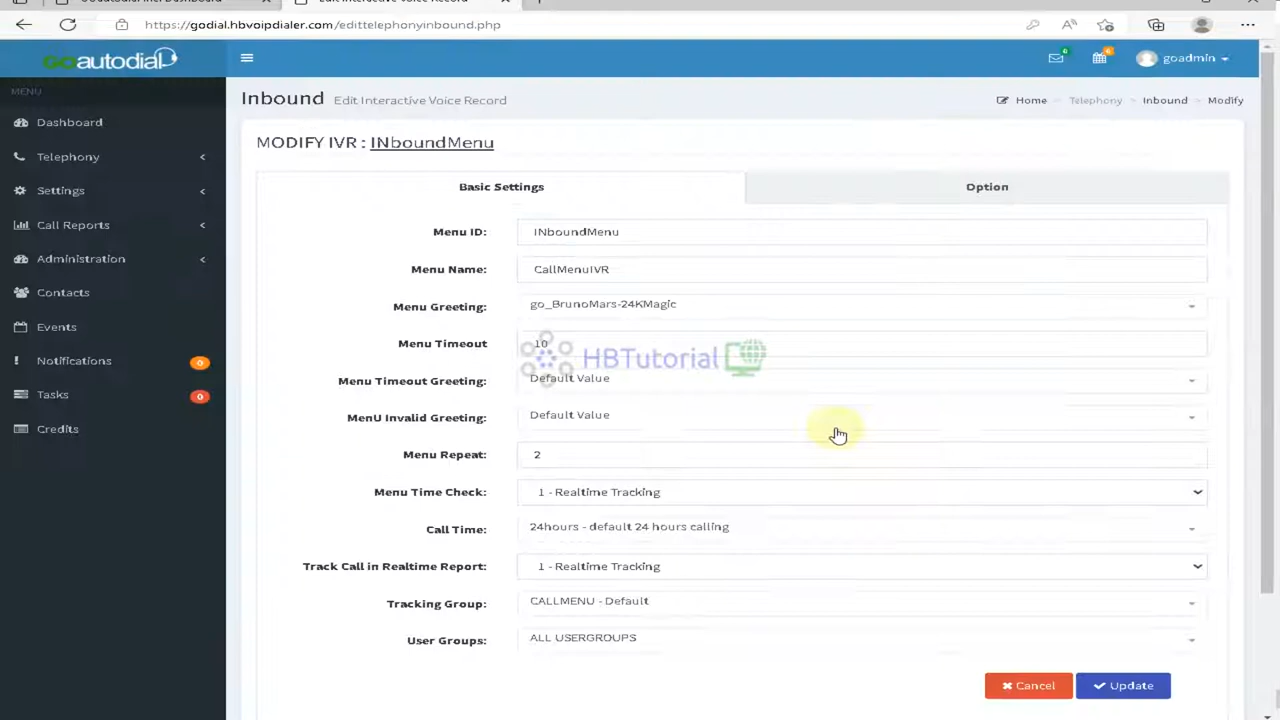 https://godial.hbvoipdialer.com/edittelephonyinbound.php
Goautodial
goadmin
MENU
Dashboard
Telephony
Settings
Call Reports
Administration
Contacts
Events
Notifications 0
Tasks 0
Credits
Inbound Edit Interactive Voice Record
Home Telephony Inbound Modify
MODIFY IVR : INboundMenu
Basic Settings Option
Menu ID: INboundMenu
Menu Name: CallMenuIVR
Menu Greeting: go_BrunoMars-24KMagic
Menu Timeout 10
HBTutorial
Menu Timeout Greeting: Default Value
MenU Invalid Greeting: Default Value
Menu Repeat: 2
Menu Time Check: 1 - Realtime Tracking
Call Time: 24hours - default 24 hours calling
Track Call in Realtime Report: 1 - Realtime Tracking
Tracking Group: CALLMENU - Default
User Groups: ALL USERGROUPS
Cancel Update